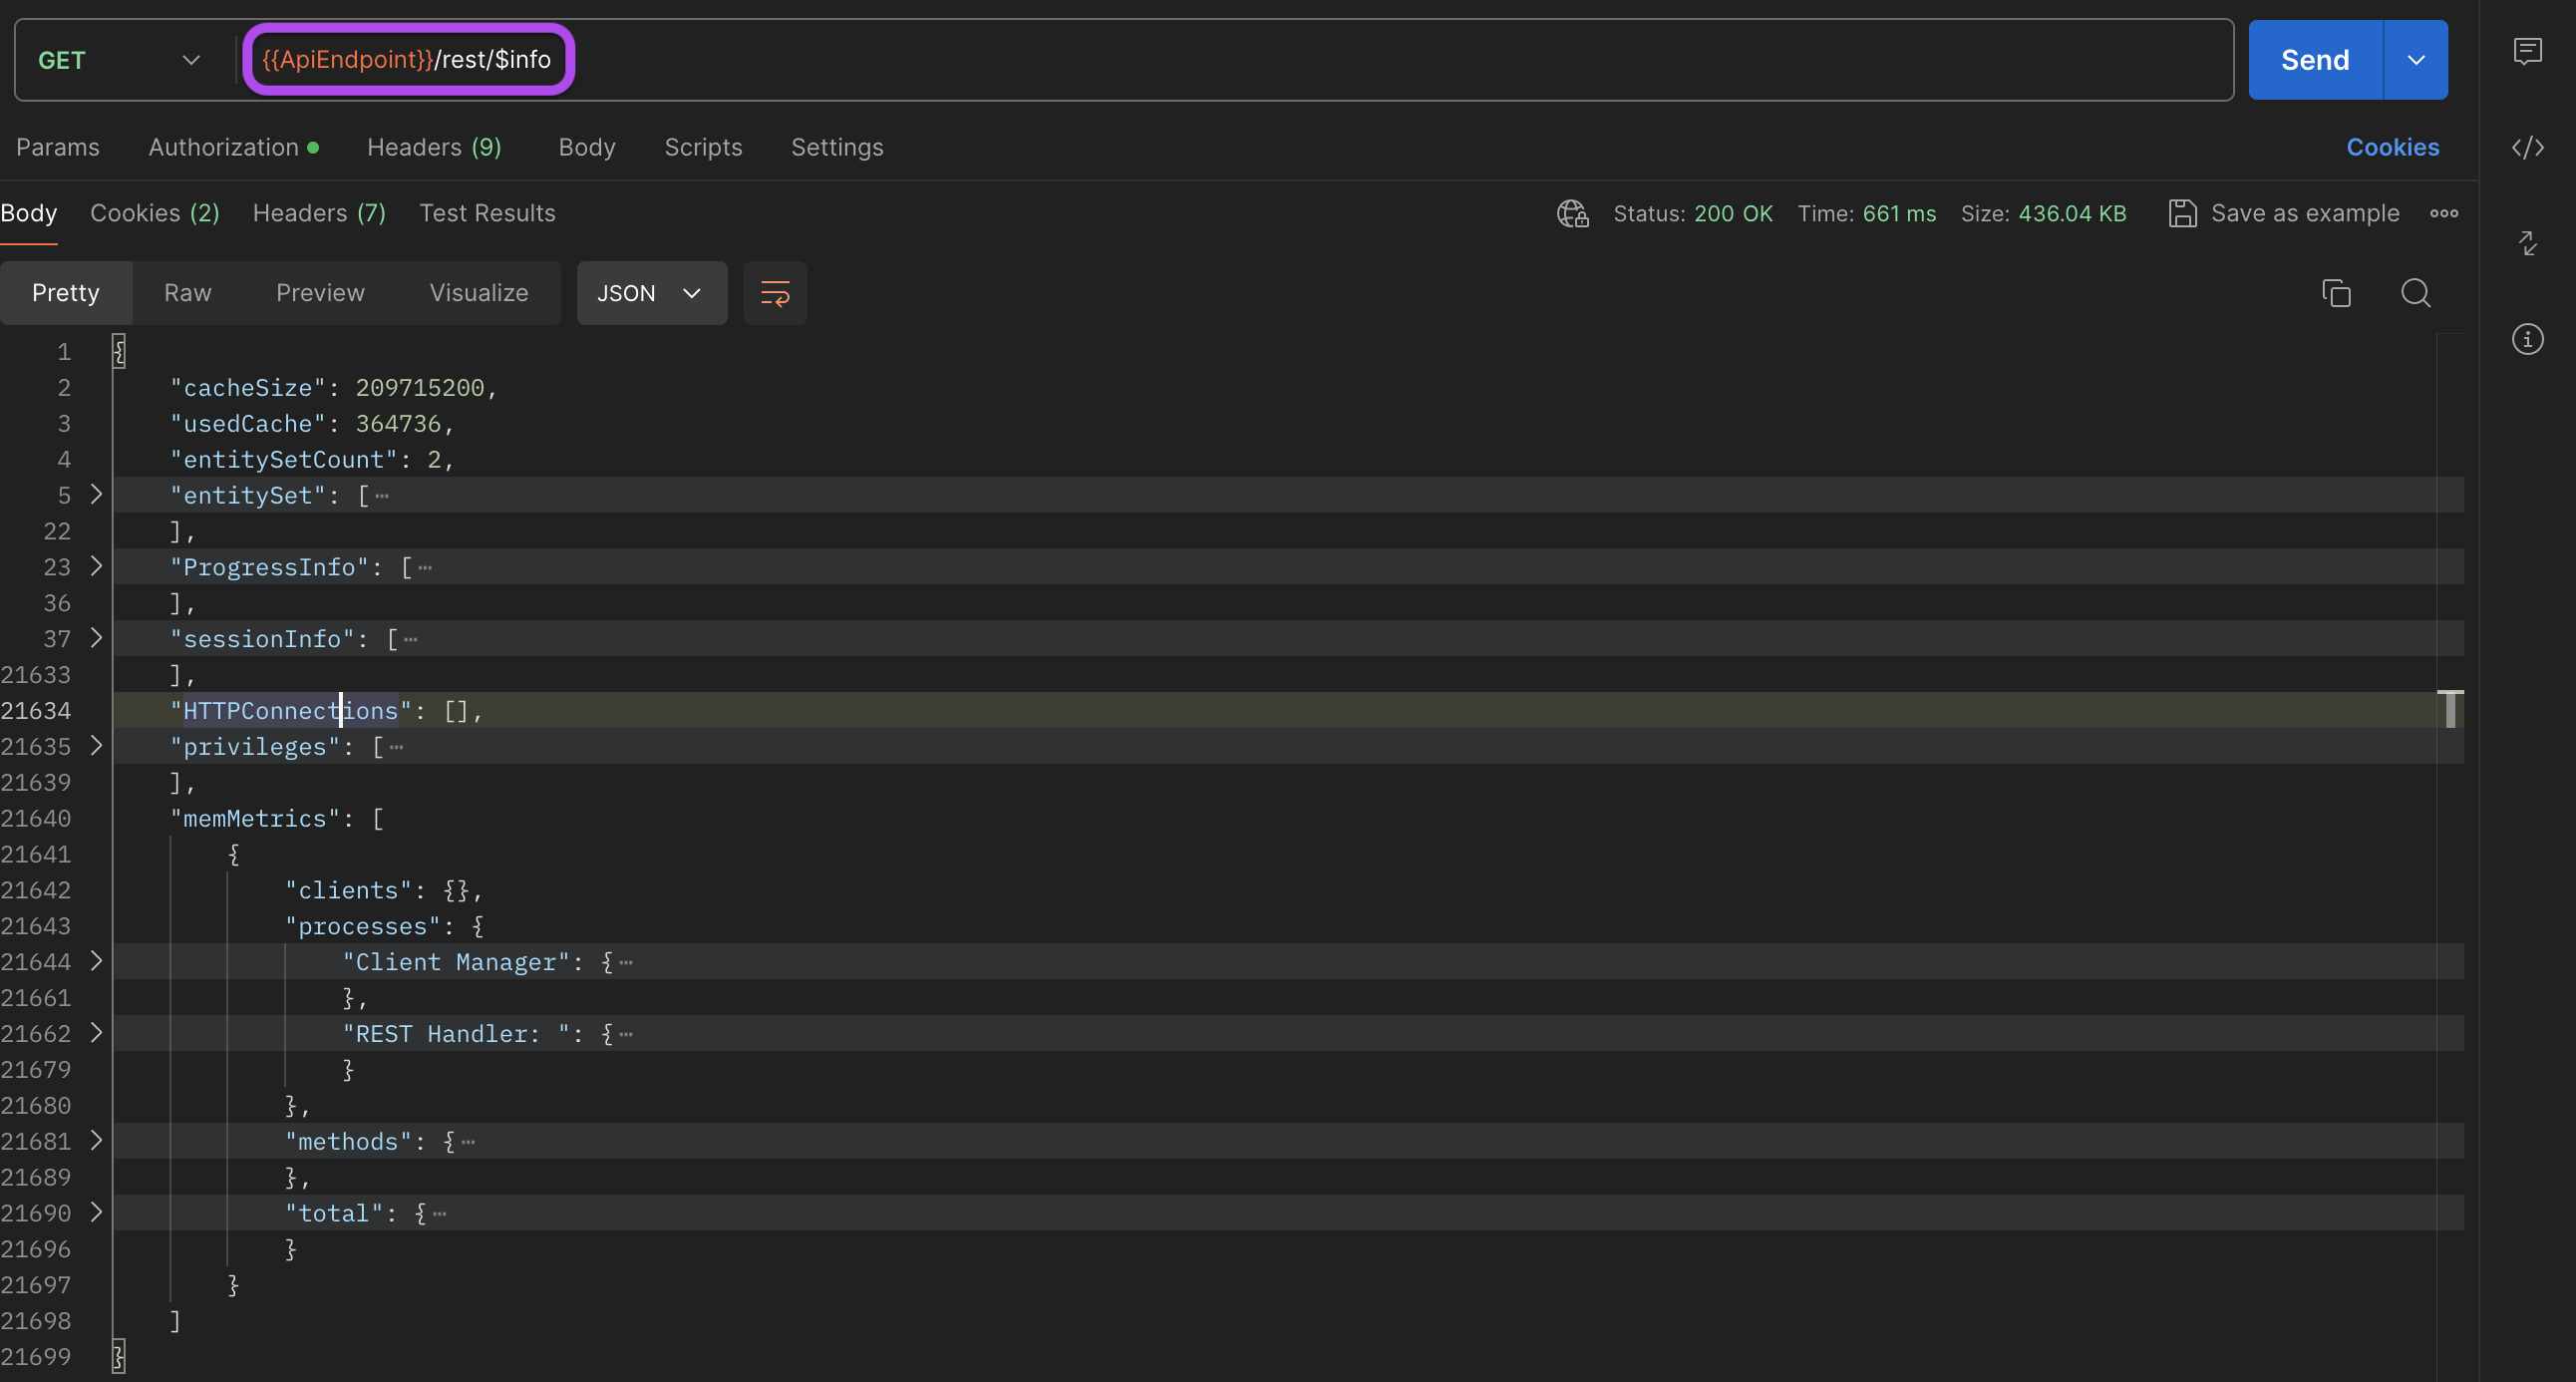 GET {{ApiEndpoint}}/rest/$info Send
Params Authorization Headers (9) Body Scripts Settings Cookies
Body Cookies (2) Headers (7) Test Results Status: 200 OK Time: 661 ms Size: 436.04 KB Save as example
Pretty Raw Preview Visualize JSON
1 {
2 "cacheSize": 209715200,
3 "usedCache": 364736,
4 "entitySetCount": 2,
5 "entitySet": [⋯
22 ],
23 "ProgressInfo": [⋯
36 ],
37 "sessionInfo": [⋯
21633 ],
21634 "HTTPConnections": [],
21635 "privileges": [⋯
21639 ],
21640 "memMetrics": [
21641 {
21642 "clients": {},
21643 "processes": {
21644 "Client Manager": {⋯
21661 },
21662 "REST Handler: ": {⋯
21679 }
21680 },
21681 "methods": {⋯
21689 },
21690 "total": {⋯
21696 }
21697 }
21698 ]
21699 }